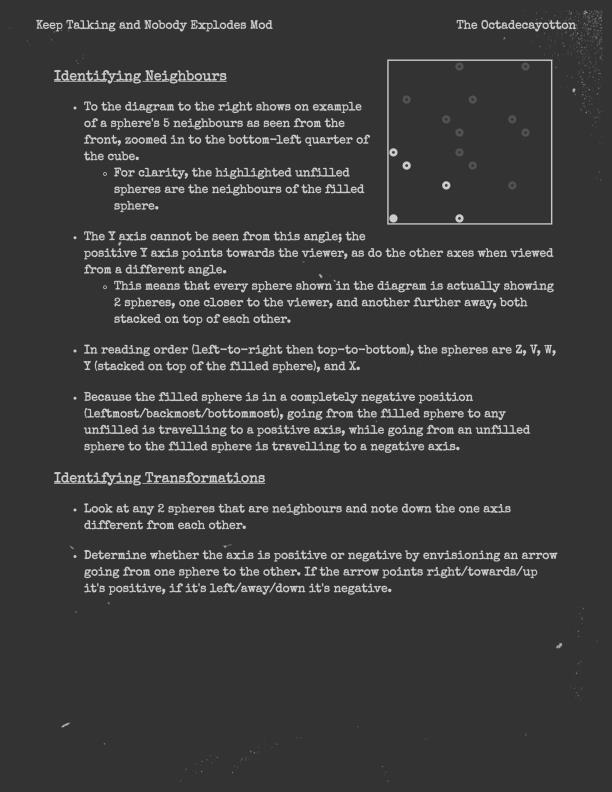 Keep Talking and Nobody Explodes Mod The Octadecayotton
Identifying Neighbours
• To the diagram to the right shows on example
of a sphere's 5 neighbours as seen from the
front, zoomed in to the bottom-left quarter of
the cube.
○ For clarity, the highlighted unfilled
spheres are the neighbours of the filled
sphere.
• The Y axis cannot be seen from this angle; the
positive Y axis points towards the viewer, as do the other axes when viewed
from a different angle.
○ This means that every sphere shown in the diagram is actually showing
2 spheres, one closer to the viewer, and another further away, both
stacked on top of each other.
• In reading order (left-to-right then top-to-bottom), the spheres are Z, V, W,
Y (stacked on top of the filled sphere), and X.
• Because the filled sphere is in a completely negative position
(leftmost/backmost/bottommost), going from the filled sphere to any
unfilled is travelling to a positive axis, while going from an unfilled
sphere to the filled sphere is travelling to a negative axis.
Identifying Transformations
• Look at any 2 spheres that are neighbours and note down the one axis
different from each other.
• Determine whether the axis is positive or negative by envisioning an arrow
going from one sphere to the other. If the arrow points right/towards/up
it's positive, if it's left/away/down it's negative.